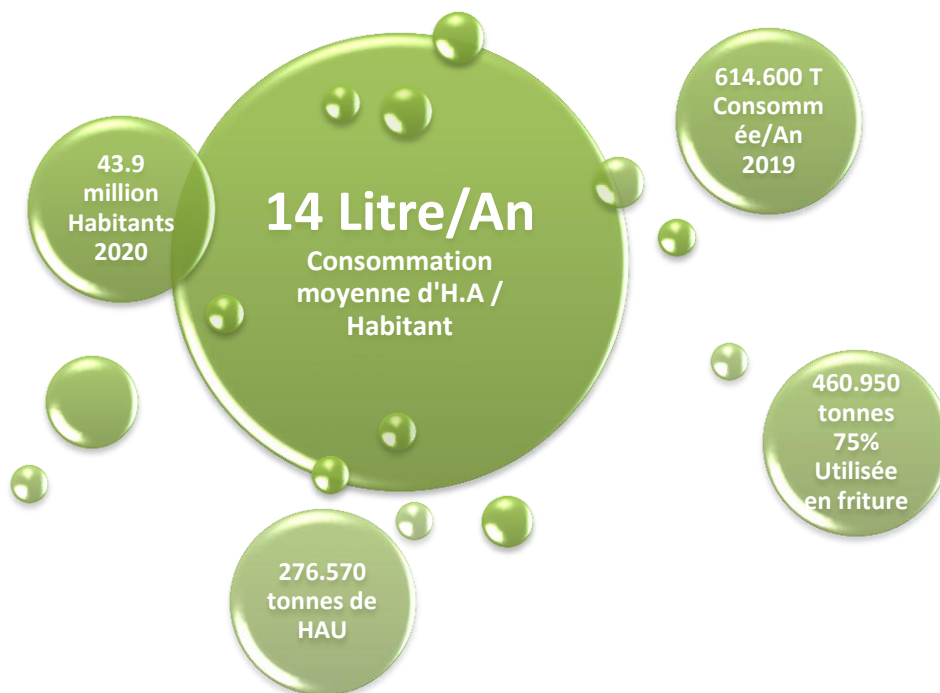 614.600 T
Consomm
ée/An
2019
43.9
million
Habitants
2020
14 Litre/An
Consommation
moyenne d'H.A /
Habitant
460.950
tonnes
75%
Utilisée
en friture
276.570
tonnes de
HAU